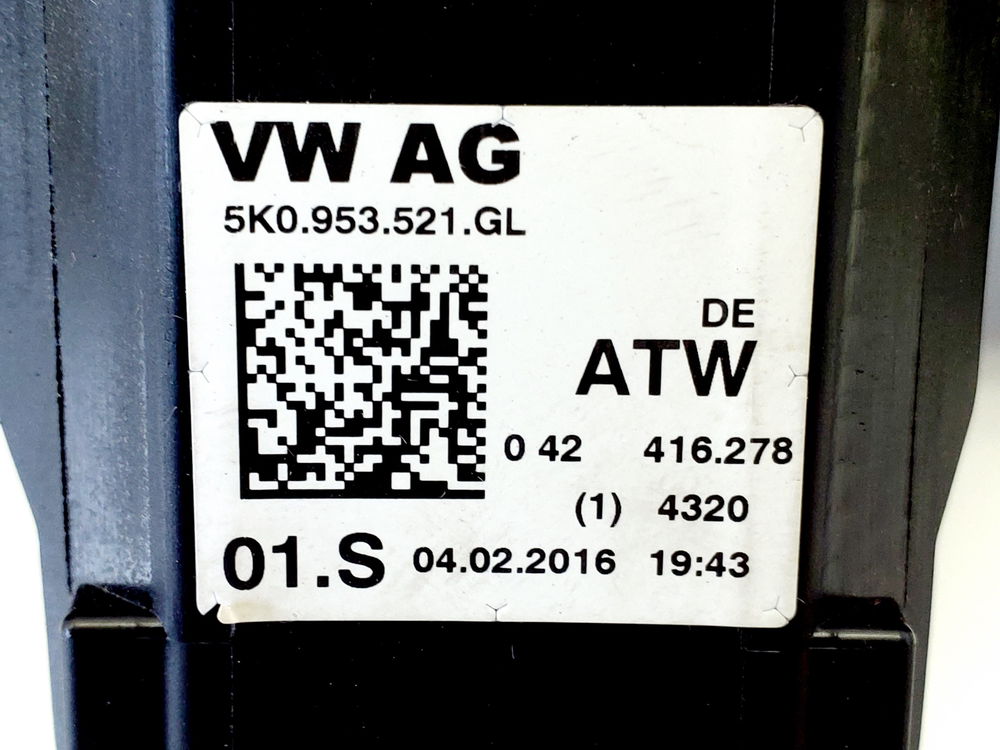 VW AG
5K0.953.521.GL
DE
ATW
0 42 416.278
(1) 4320
01.S 04.02.2016 19:43